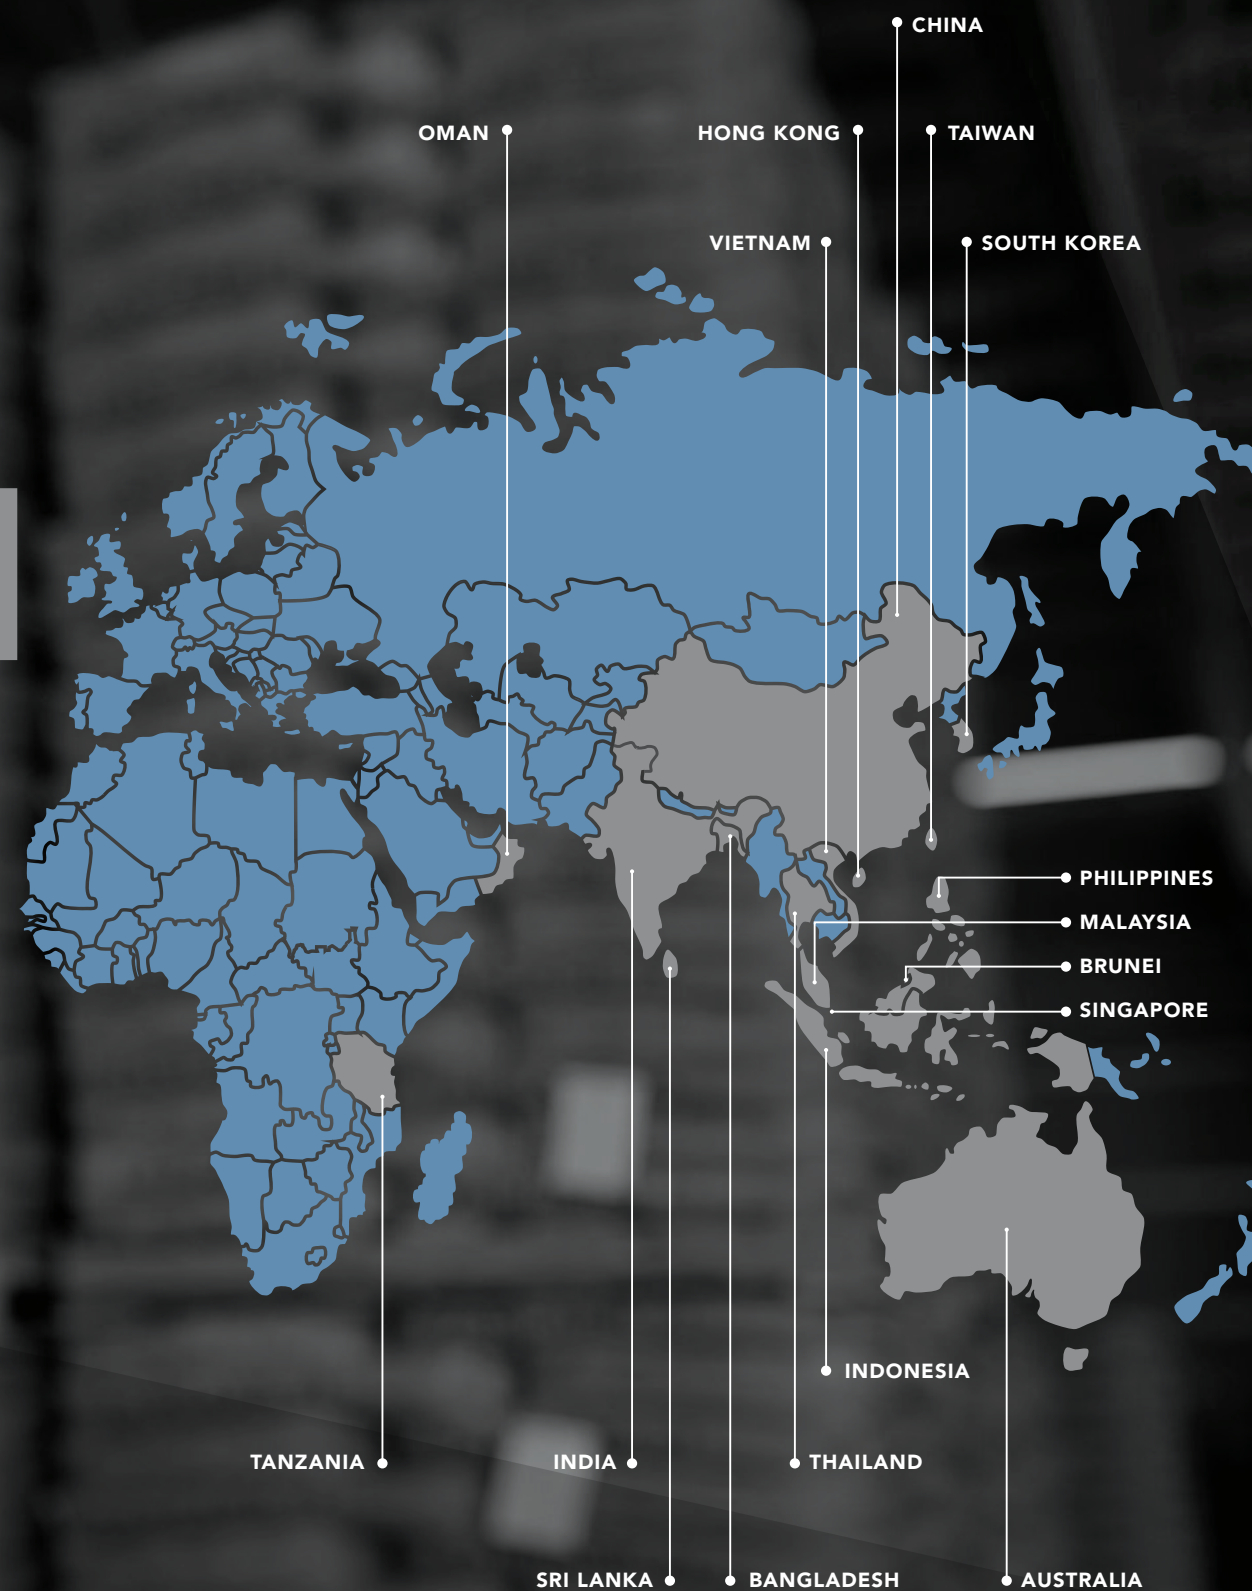 CHINA
OMAN
HONG KONG
TAIWAN
VIETNAM
SOUTH KOREA
PHILIPPINES
MALAYSIA
BRUNEI
SINGAPORE
INDONESIA
TANZANIA
INDIA
THAILAND
SRI LANKA
BANGLADESH
AUSTRALIA